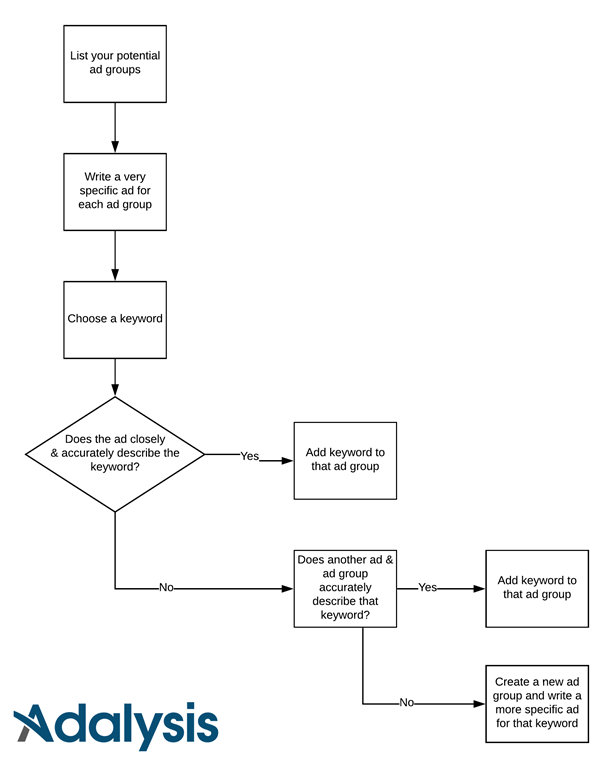 List your potential
ad groups
Write a very
specific ad for
each ad group
Choose a keyword
Does the ad closely
& accurately describe the
keyword?
Yes
Add keyword to
that ad group
No
Does another ad &
ad group
accurately
describe that
keyword?
Yes
Add keyword to
that ad group
No
Create a new ad
group and write a
more specific ad
for that keyword
Adalysis